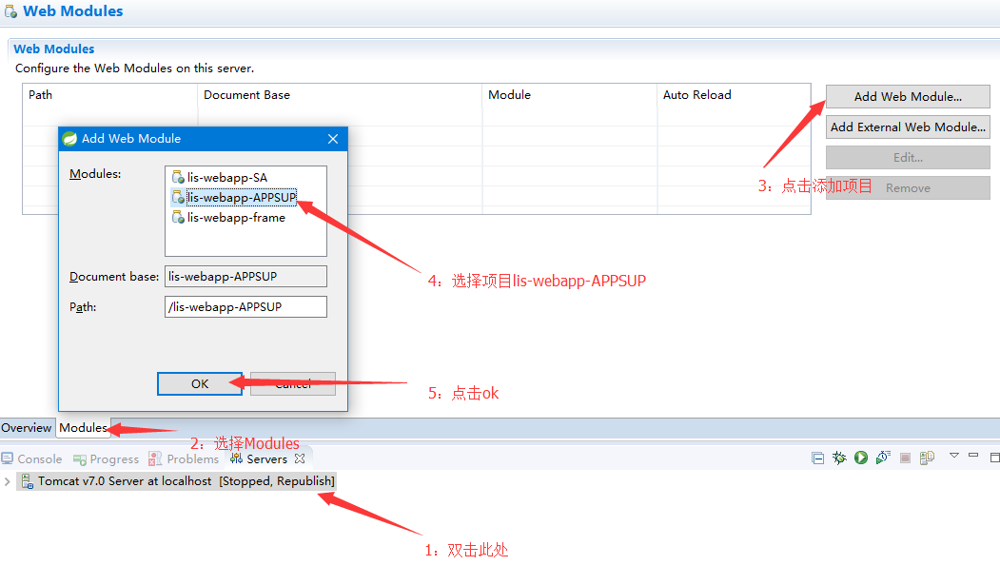 Web Modules
Web Modules
Configure the Web Modules on this server.
Path Document Base Module Auto Reload
Add Web Module...
Add External Web Module...
Edit...
Remove
3：点击添加项目
Add Web Module
Modules:
lis-webapp-SA
lis-webapp-APPSUP
lis-webapp-frame
4：选择项目lis-webapp-APPSUP
Document base: lis-webapp-APPSUP
Path: /lis-webapp-APPSUP
OK Cancel
5：点击ok
Overview Modules
2：选择Modules
Console Progress Problems Servers
Tomcat v7.0 Server at localhost [Stopped, Republish]
1：双击此处